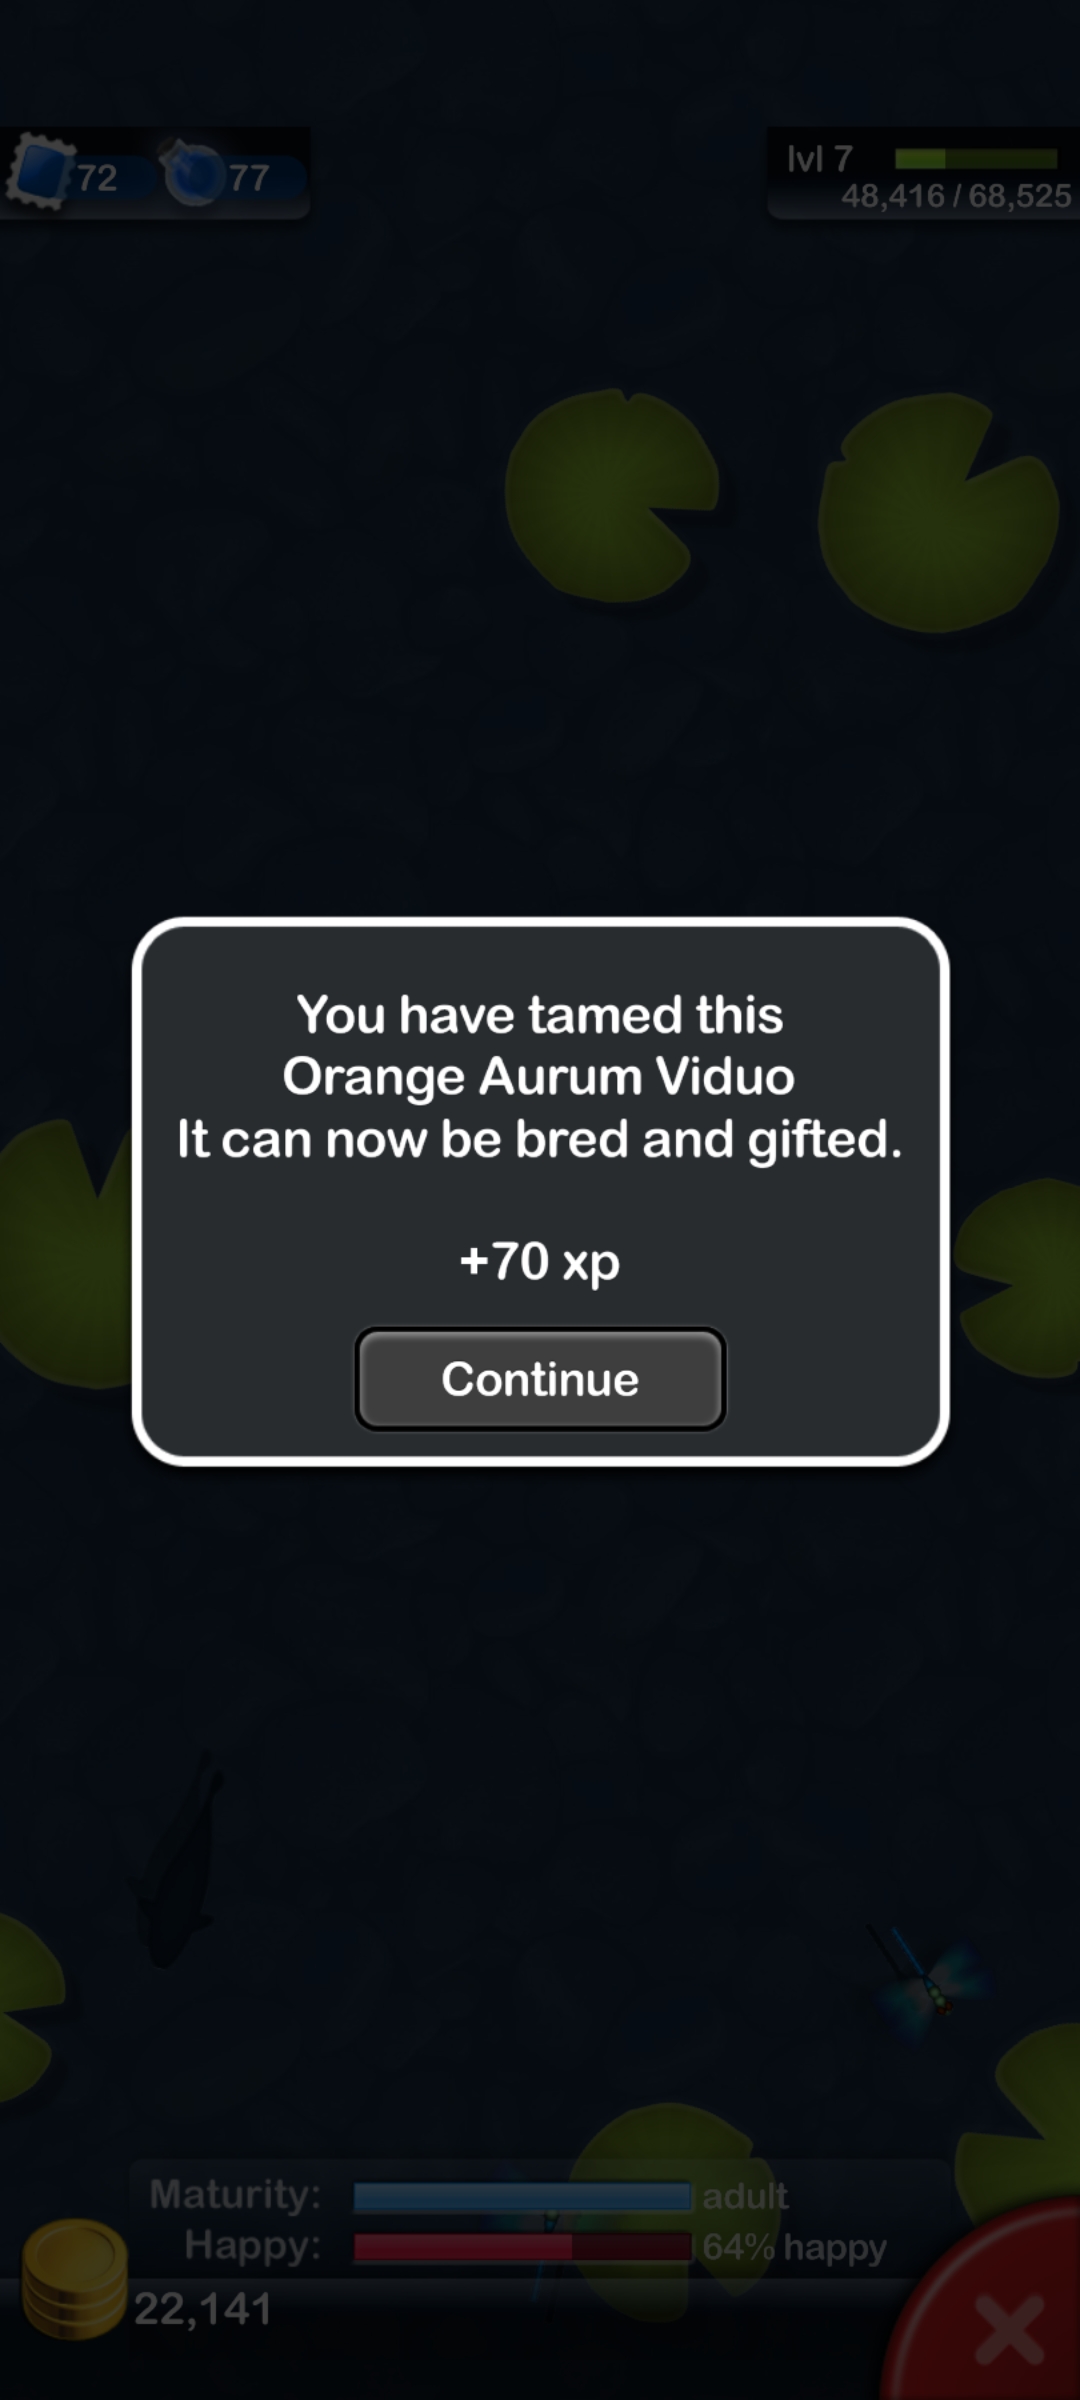 72
77
lvl 7
48,416 / 68,525
You have tamed this
Orange Aurum Viduo
It can now be bred and gifted.
+70 xp
Continue
Maturity: adult
Happy: 64% happy
22,141